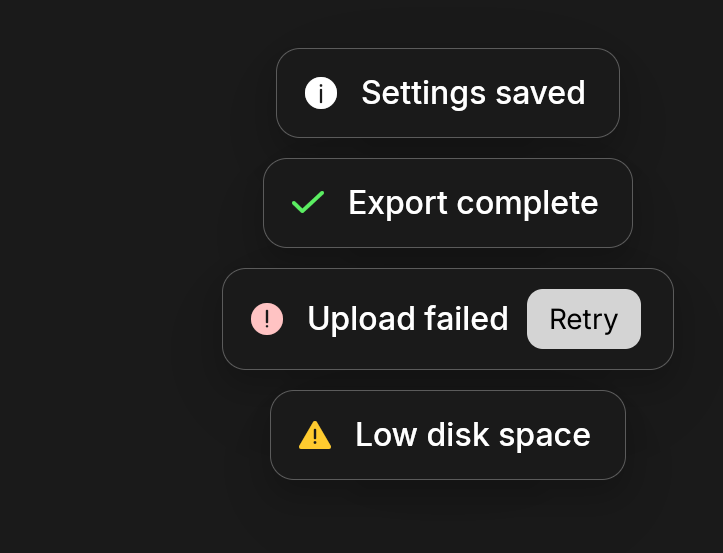 Settings saved
Export complete
Upload failed Retry
Low disk space